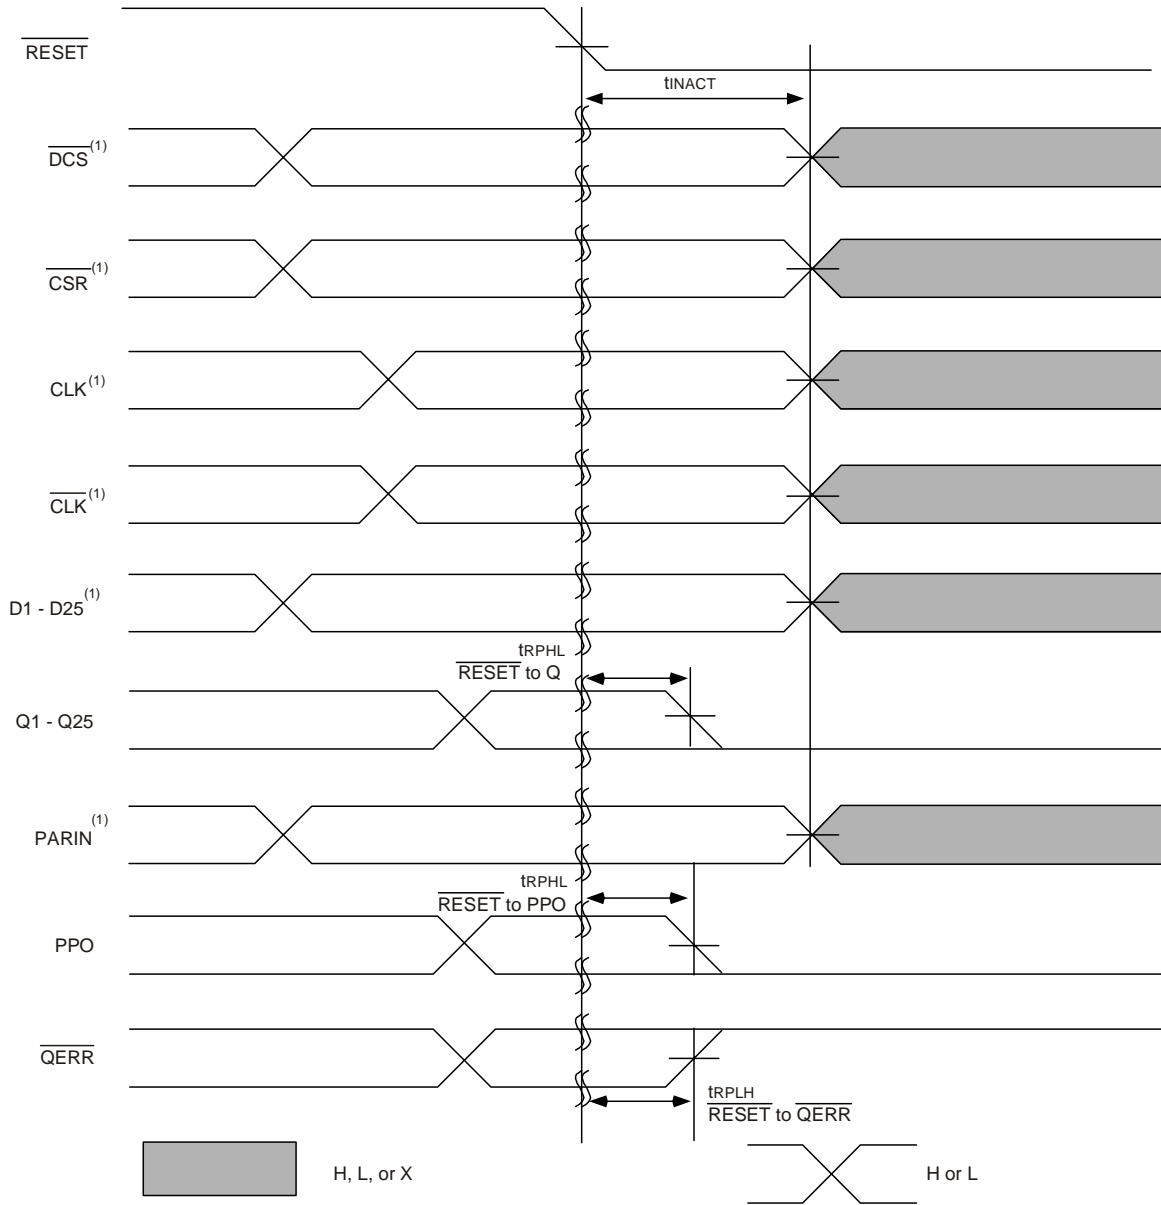 RESET
tINACT
DCS(1)
CSR(1)
CLK(1)
CLK(1)
D1 - D25(1)
tRPHL
RESET to Q
Q1 - Q25
PARIN(1)
tRPHL
RESET to PPO
PPO
QERR
tRPLH
RESET to QERR
H, L, or X
H or L